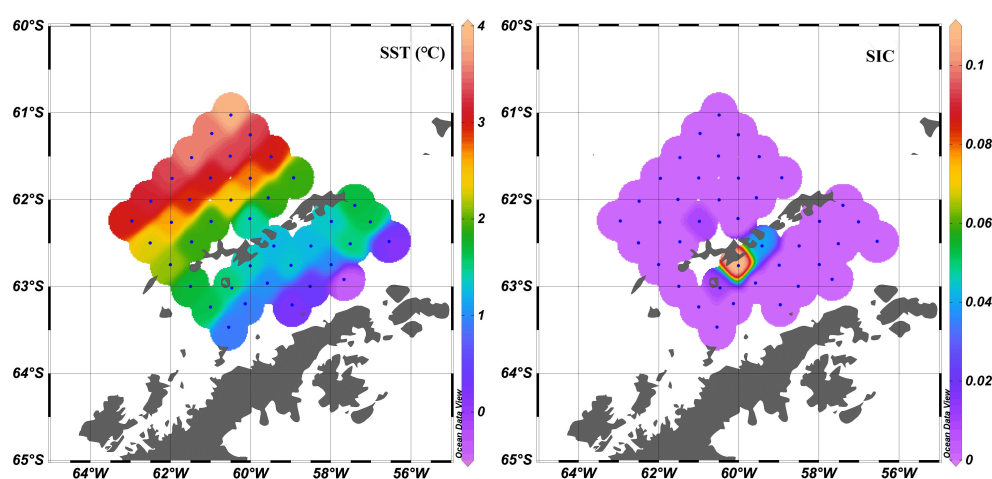 60°S
61°S
62°S
63°S
64°S
65°S
64°W
62°W
60°W
58°W
56°W
SST (℃)
4
3
2
1
0
Ocean Data View
60°S
61°S
62°S
63°S
64°S
65°S
64°W
62°W
60°W
58°W
56°W
SIC
0.1
0.08
0.06
0.04
0.02
0
Ocean Data View